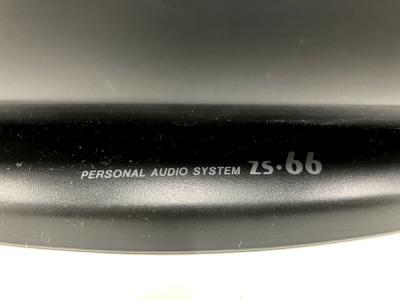 PERSONAL AUDIO SYSTEM ZS·66